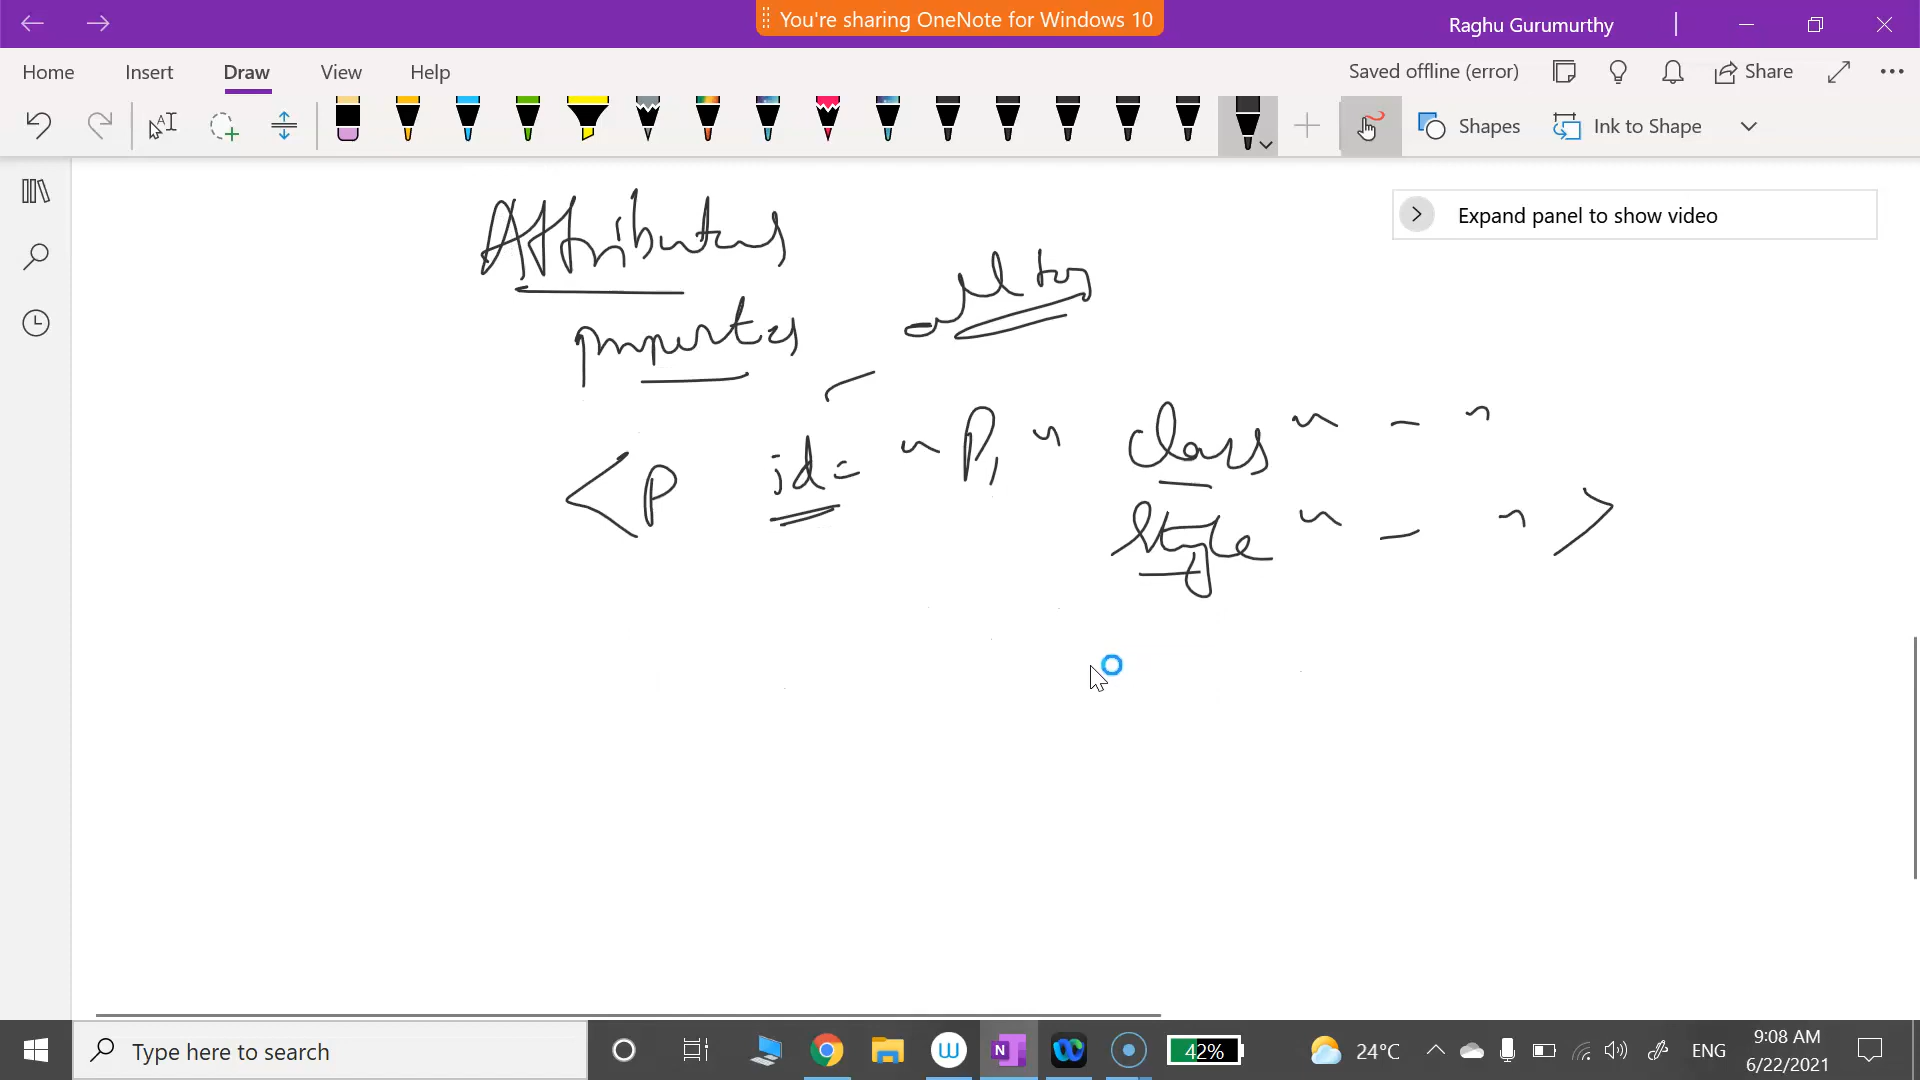 You're sharing OneNote for Windows 10
Raghu Gurumurthy
Home Insert Draw View Help
Saved offline (error)
Share
Shapes
Ink to Shape
Expand panel to show video
Attributes
properties
all tag
<P id= " P1 " class " - "
style " - " >
Type here to search
42%
24°C
ENG
9:08 AM
6/22/2021